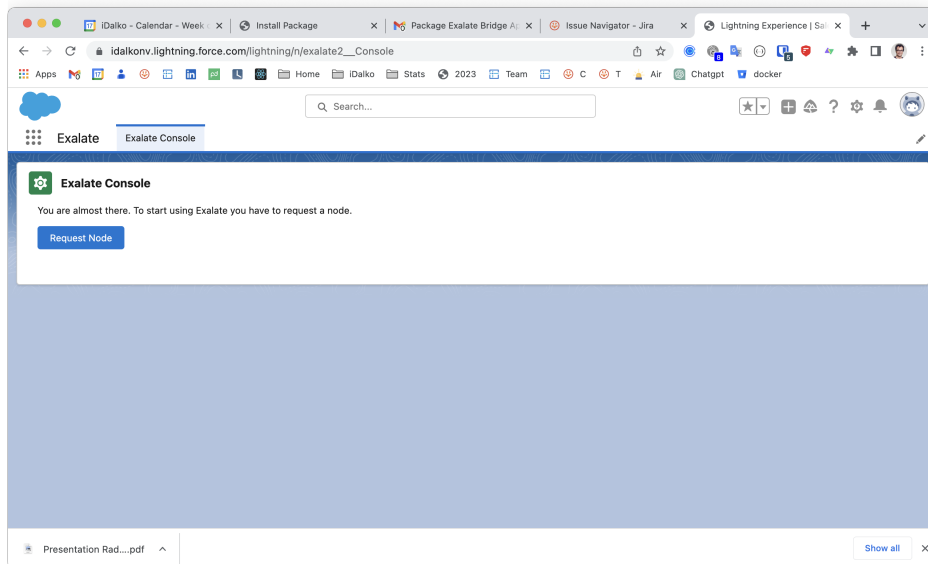 iDalko - Calendar - Week o
Install Package
Package Exalate Bridge Ap
Issue Navigator - Jira
Lightning Experience | Sal
idalkonv.lightning.force.com/lightning/n/exalate2__Console
Apps
Home
iDalko
Stats
2023
Team
C
T
Air
Chatgpt
docker
Search...
Exalate
Exalate Console
Exalate Console
You are almost there. To start using Exalate you have to request a node.
Request Node
Presentation Rad....pdf
Show all